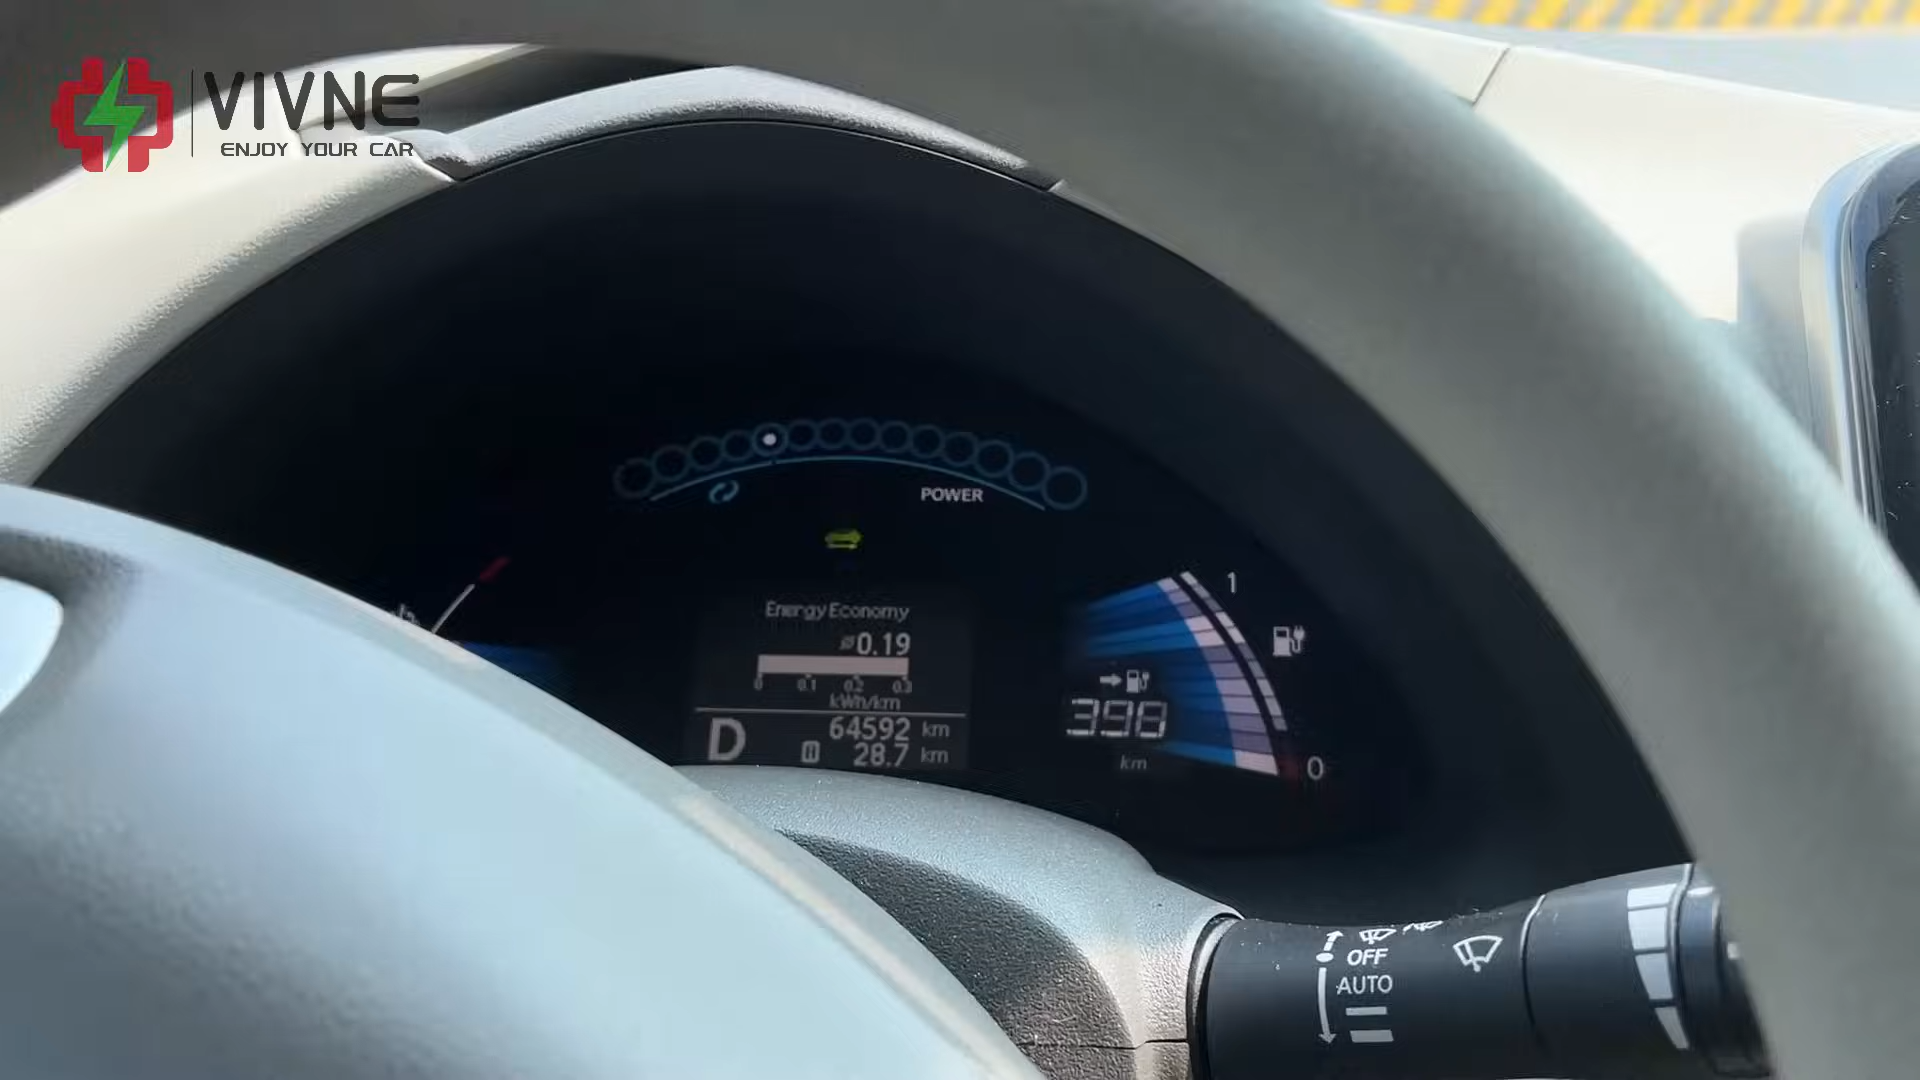 VIVNE
ENJOY YOUR CAR
POWER
Energy Economy
⌀0.19
0 0.1 0.2 0.3
kWh/km
D
64592 km
28.7 km
1
398
km
0
OFF
AUTO